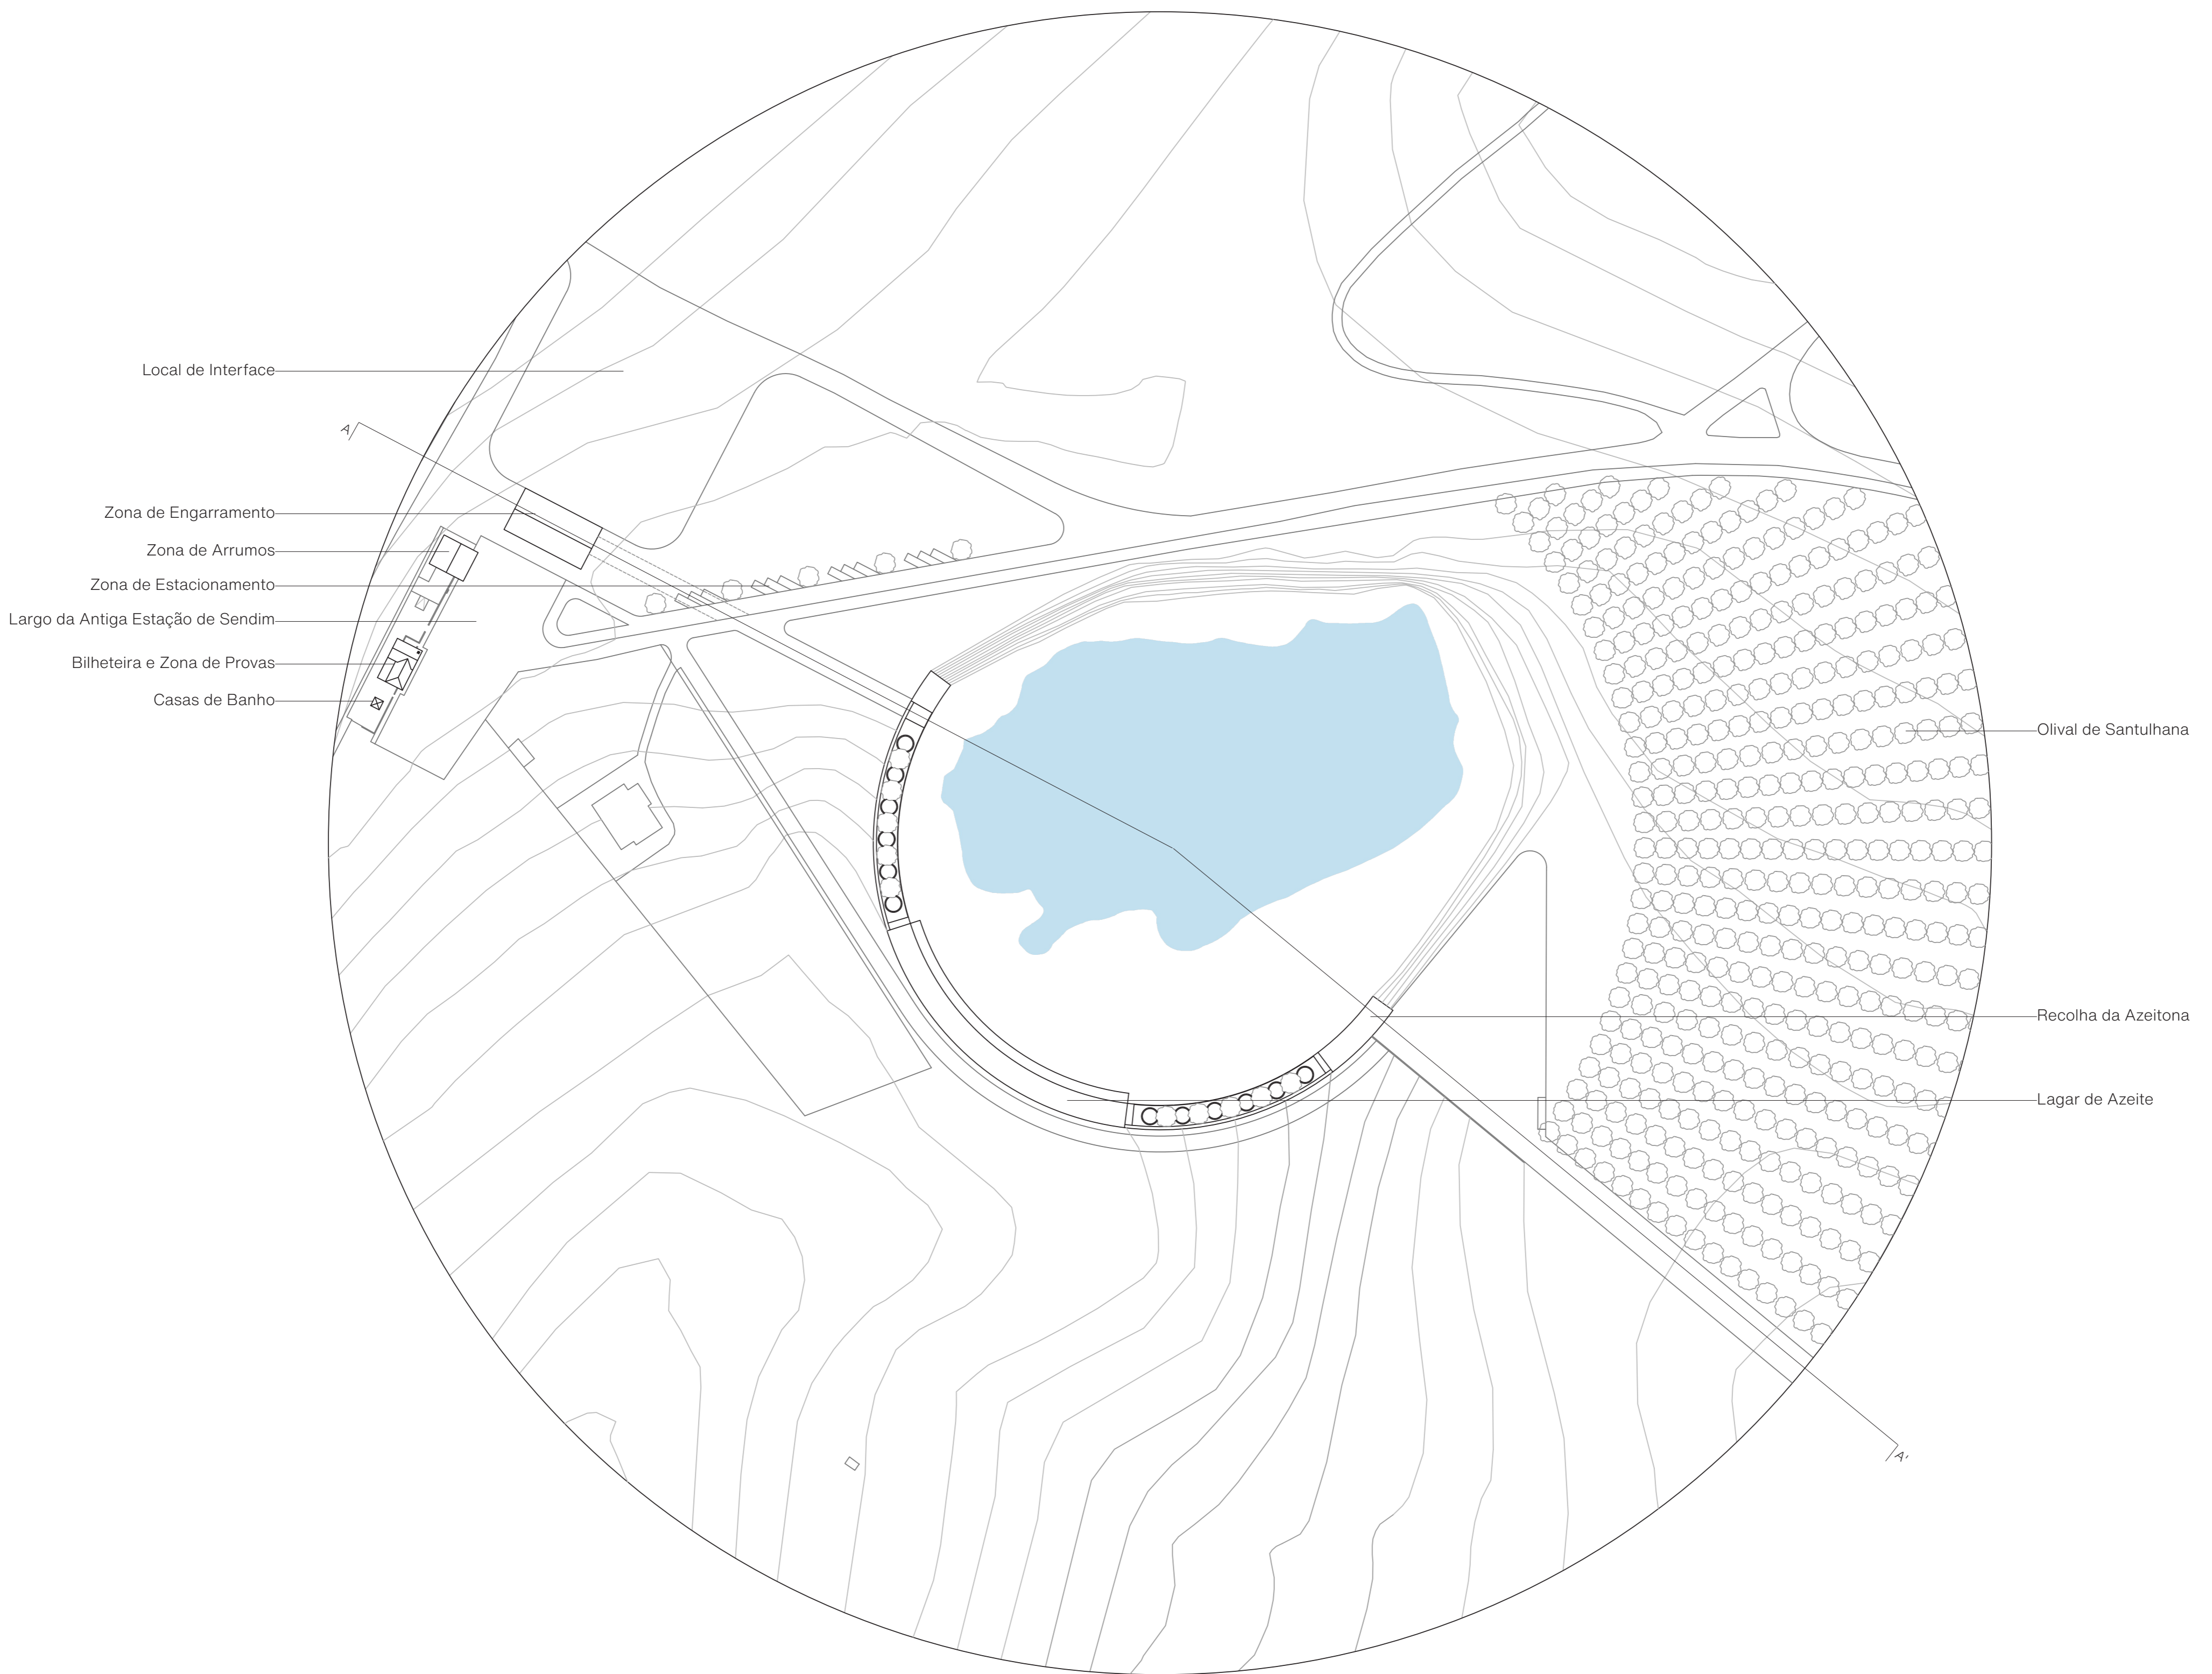 Local de Interface
A
Zona de Engarramento
Zona de Arrumos
Zona de Estacionamento
Largo da Antiga Estação de Sendim
Bilheteira e Zona de Provas
Casas de Banho
Olival de Santulhana
Recolha da Azeitona
Lagar de Azeite
A'